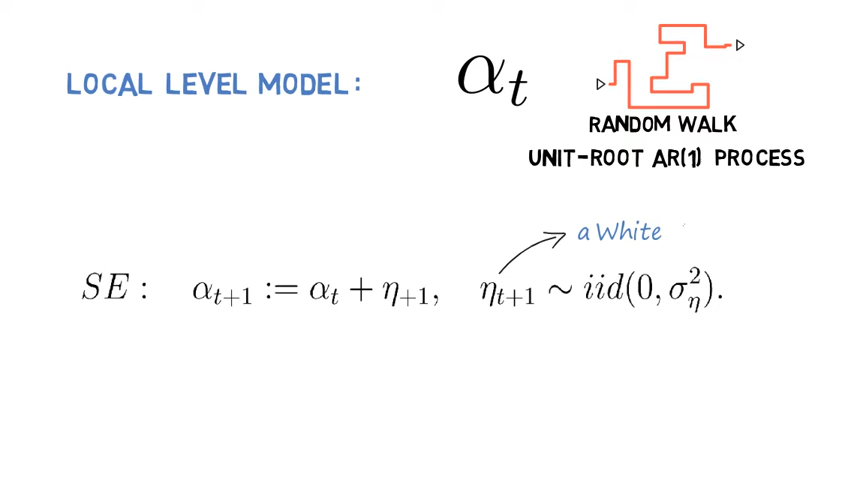 LOCAL LEVEL MODEL:
αt
RANDOM WALK
UNIT-ROOT AR(1) PROCESS
a White
SE: αt+1 := αt + η+1, ηt+1 ∼ iid(0, σ²η).